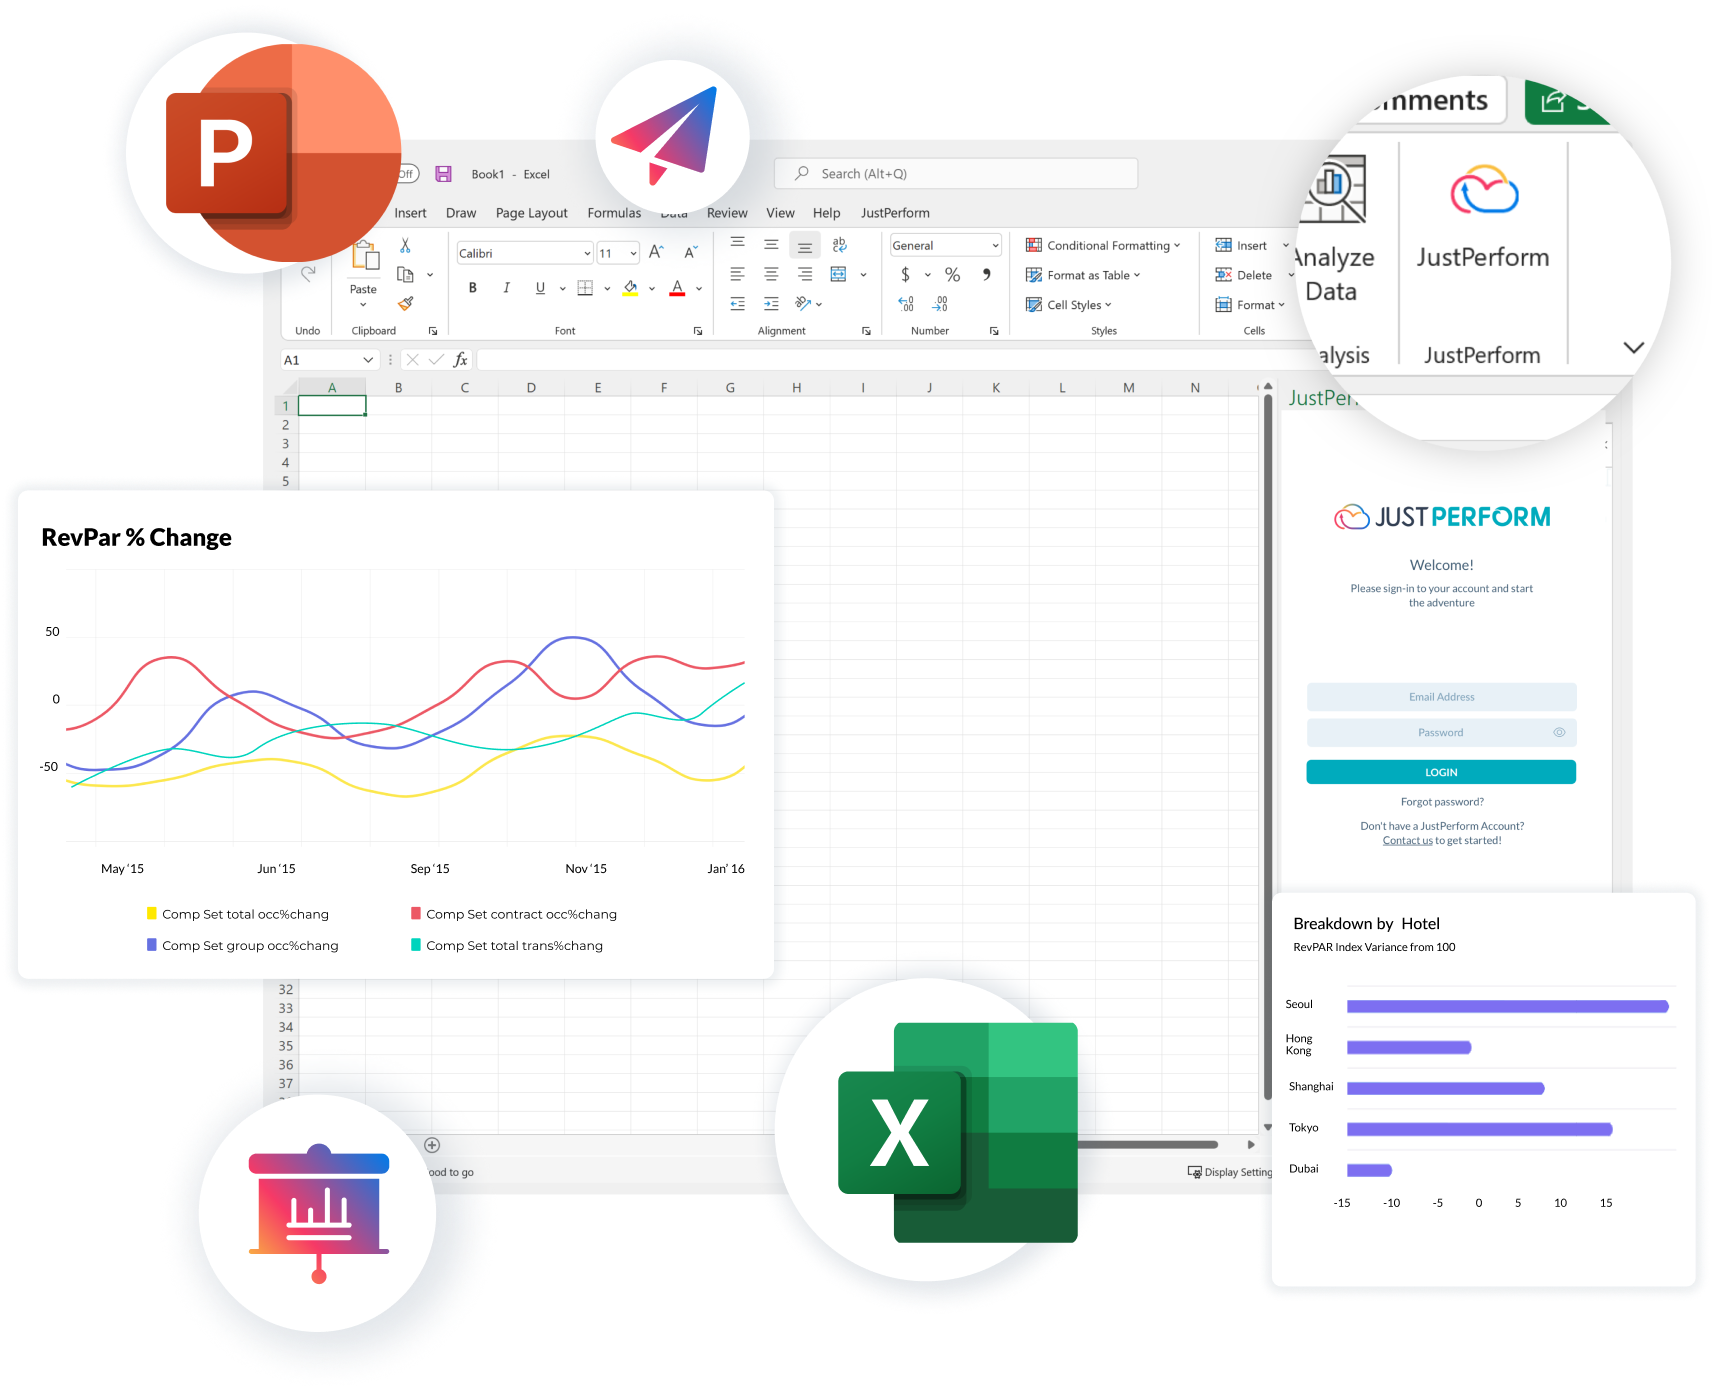 P
Off
Book1 - Excel
Search (Alt+Q)
Insert Draw Page Layout Formulas Data Review View Help JustPerform
Calibri 11
General
Conditional Formatting
Insert
Paste
Format as Table
Delete
B I U A
$ % ,
Cell Styles
Format
Undo Clipboard Font Alignment Number Styles Cells
mments
Analyze
Data
JustPerform
alysis
JustPerform
A1 fx
A B C D E F G H I J K L M N
1
2
3
4
5
JustPer
RevPar % Change
50
0
-50
May '15 Jun '15 Sep '15 Nov '15 Jan' 16
Comp Set total occ%chang Comp Set contract occ%chang
Comp Set group occ%chang Comp Set total trans%chang
JUSTPERFORM
Welcome!
Please sign-in to your account and start
the adventure
Email Address
Password
LOGIN
Forgot password?
Don't have a JustPerform Account?
Contact us to get started!
32
33
34
35
36
37
ood to go
Display Setting
X
Breakdown by Hotel
RevPAR Index Variance from 100
Seoul
Hong
Kong
Shanghai
Tokyo
Dubai
-15 -10 -5 0 5 10 15